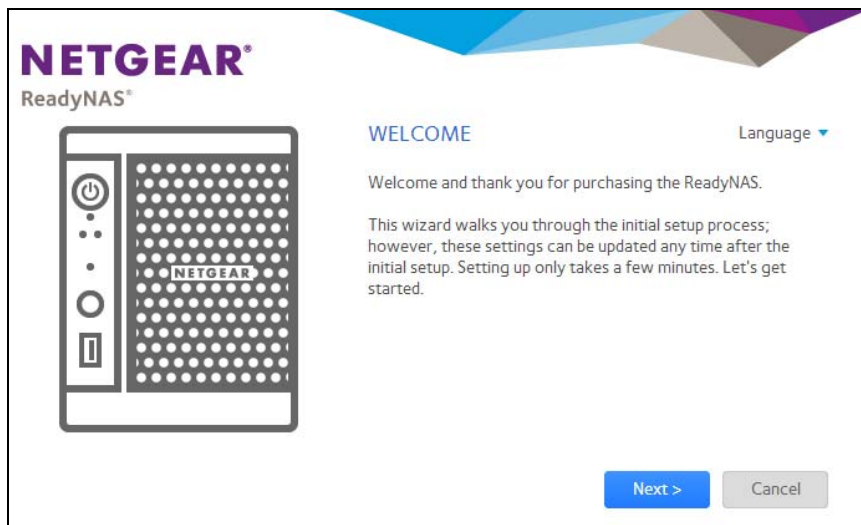 NETGEAR®
ReadyNAS®
NETGEAR
WELCOME
Language
Welcome and thank you for purchasing the ReadyNAS.
This wizard walks you through the initial setup process;
however, these settings can be updated any time after the
initial setup. Setting up only takes a few minutes. Let's get
started.
Next >
Cancel